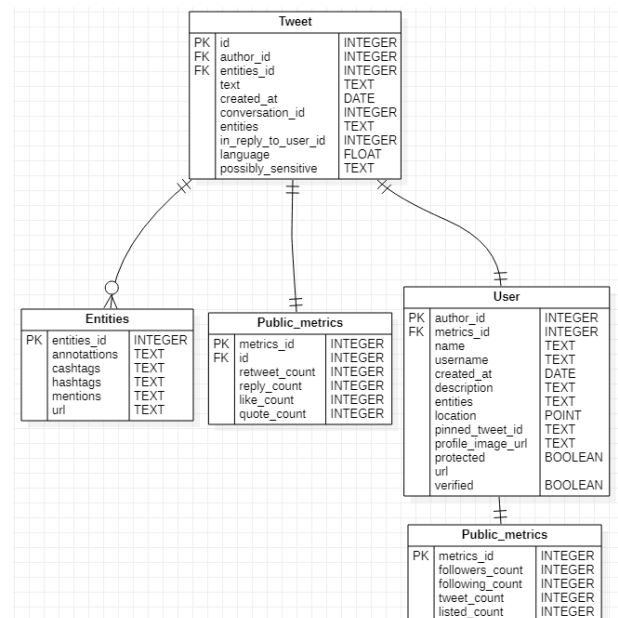 Tweet
PK id INTEGER
FK author_id INTEGER
FK entities_id INTEGER
text TEXT
created_at DATE
conversation_id INTEGER
entities TEXT
in_reply_to_user_id INTEGER
language FLOAT
possibly_sensitive TEXT
Entities
PK entities_id INTEGER
annotattions TEXT
cashtags TEXT
hashtags TEXT
mentions TEXT
url TEXT
Public_metrics
PK metrics_id INTEGER
FK id INTEGER
retweet_count INTEGER
reply_count INTEGER
like_count INTEGER
quote_count INTEGER
User
PK author_id INTEGER
FK metrics_id INTEGER
name TEXT
username TEXT
created_at DATE
description TEXT
entities TEXT
location POINT
pinned_tweet_id TEXT
profile_image_url TEXT
protected BOOLEAN
url
verified BOOLEAN
Public_metrics
PK metrics_id INTEGER
followers_count INTEGER
following_count INTEGER
tweet_count INTEGER
listed_count INTEGER